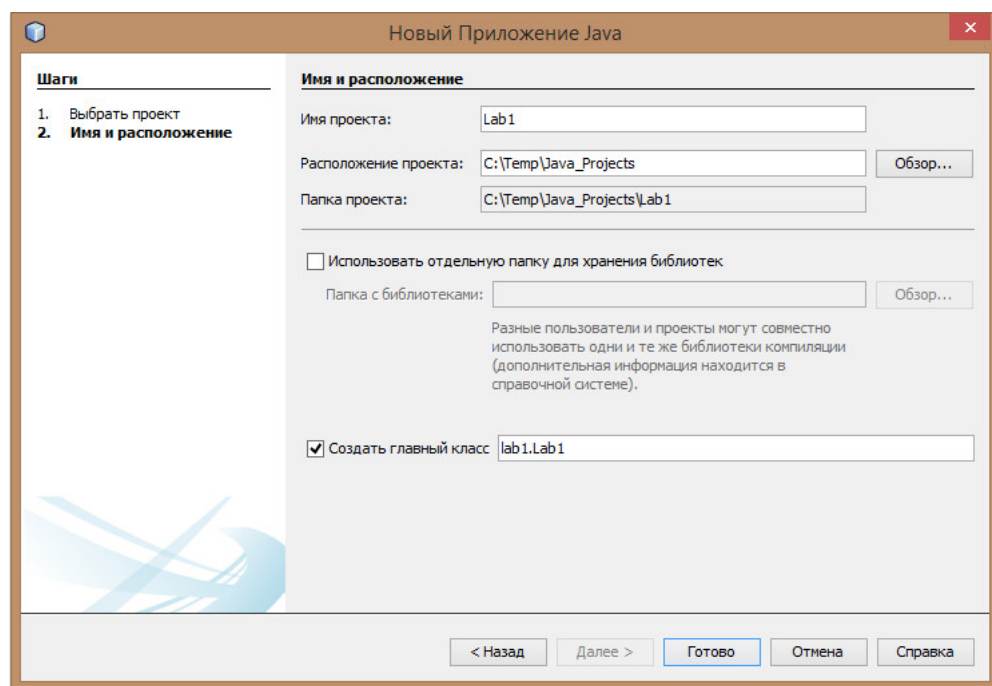 Новый Приложение Java
Шаги
1. Выбрать проект
2. Имя и расположение
Имя и расположение
Имя проекта: Lab1
Расположение проекта: C:\Temp\Java_Projects Обзор...
Папка проекта: C:\Temp\Java_Projects\Lab1
Использовать отдельную папку для хранения библиотек
Папка с библиотеками: Обзор...
Разные пользователи и проекты могут совместно
использовать одни и те же библиотеки компиляции
(дополнительная информация находится в
справочной системе).
Создать главный класс lab1.Lab1
< Назад Далее > Готово Отмена Справка